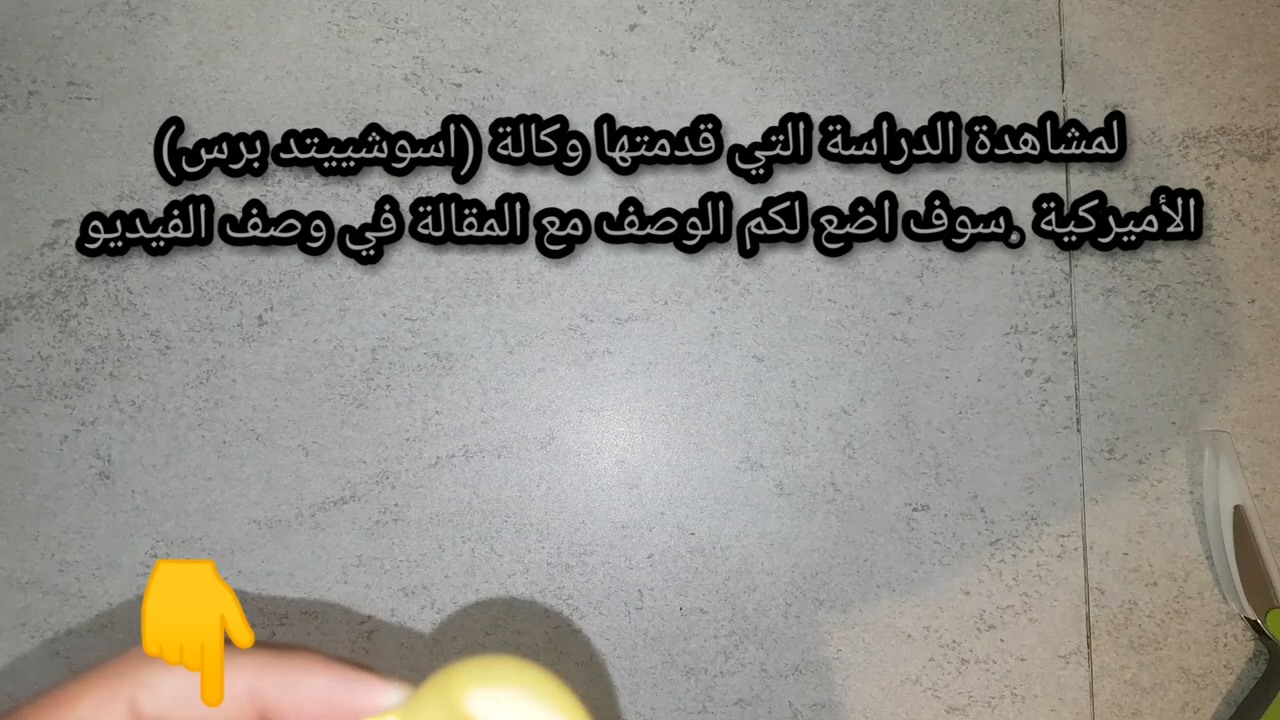 لمشاهدة الدراسة التي قدمتها وكالة (اسوشييتد برس)
الأميركية .سوف اضع لكم الوصف مع المقالة في وصف الفيديو